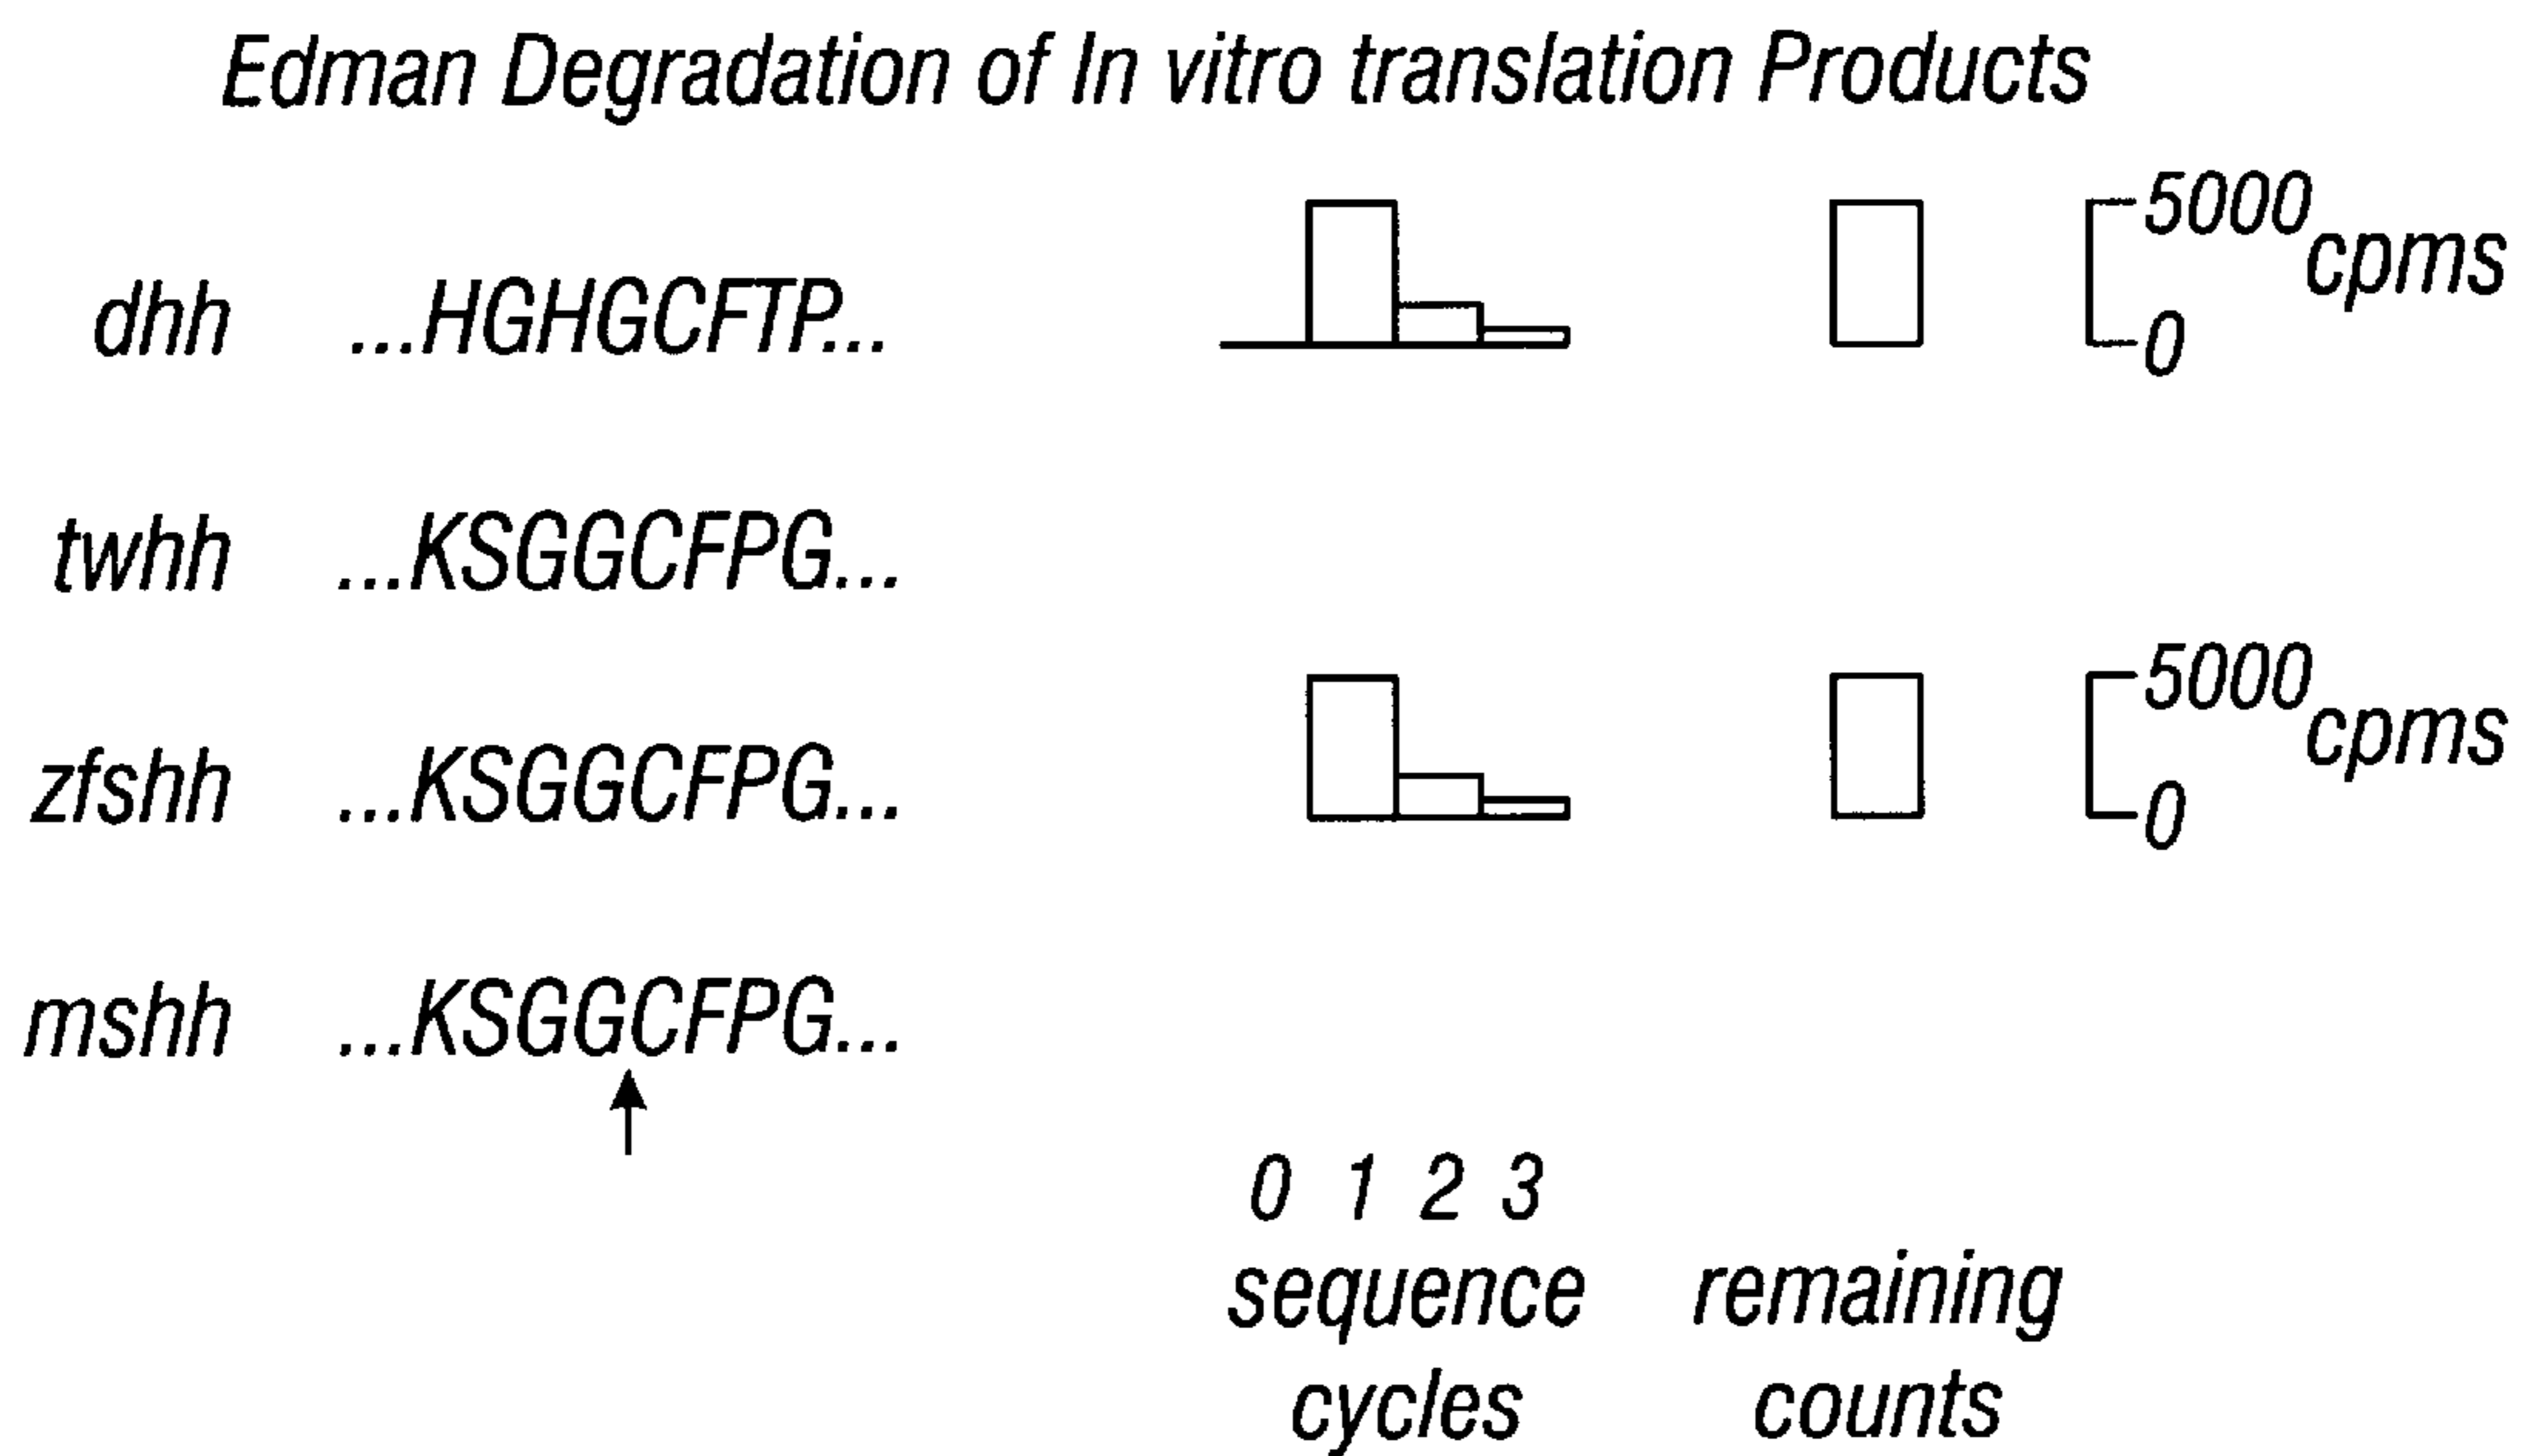 Edman Degradation of In vitro translation Products
dhh ...HGHGCFTP... 5000 cpms
0
twhh ...KSGGCFPG...
zfshh ...KSGGCFPG... 5000 cpms
0
mshh ...KSGGCFPG...
0 1 2 3
sequence remaining
cycles counts